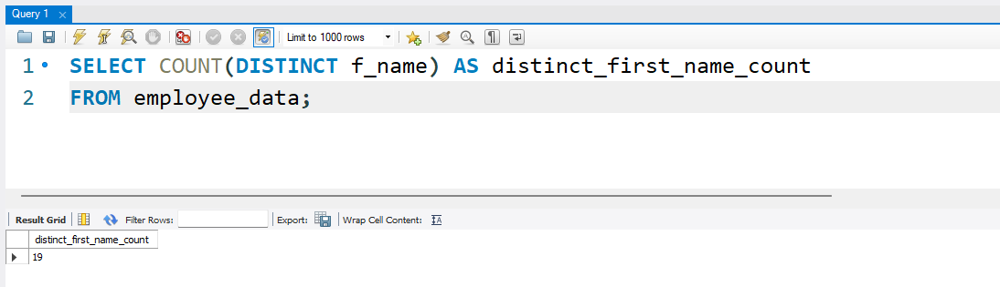 Query 1
Limit to 1000 rows
1 SELECT COUNT(DISTINCT f_name) AS distinct_first_name_count
2 FROM employee_data;
Result Grid Filter Rows: Export: Wrap Cell Content:
distinct_first_name_count
19